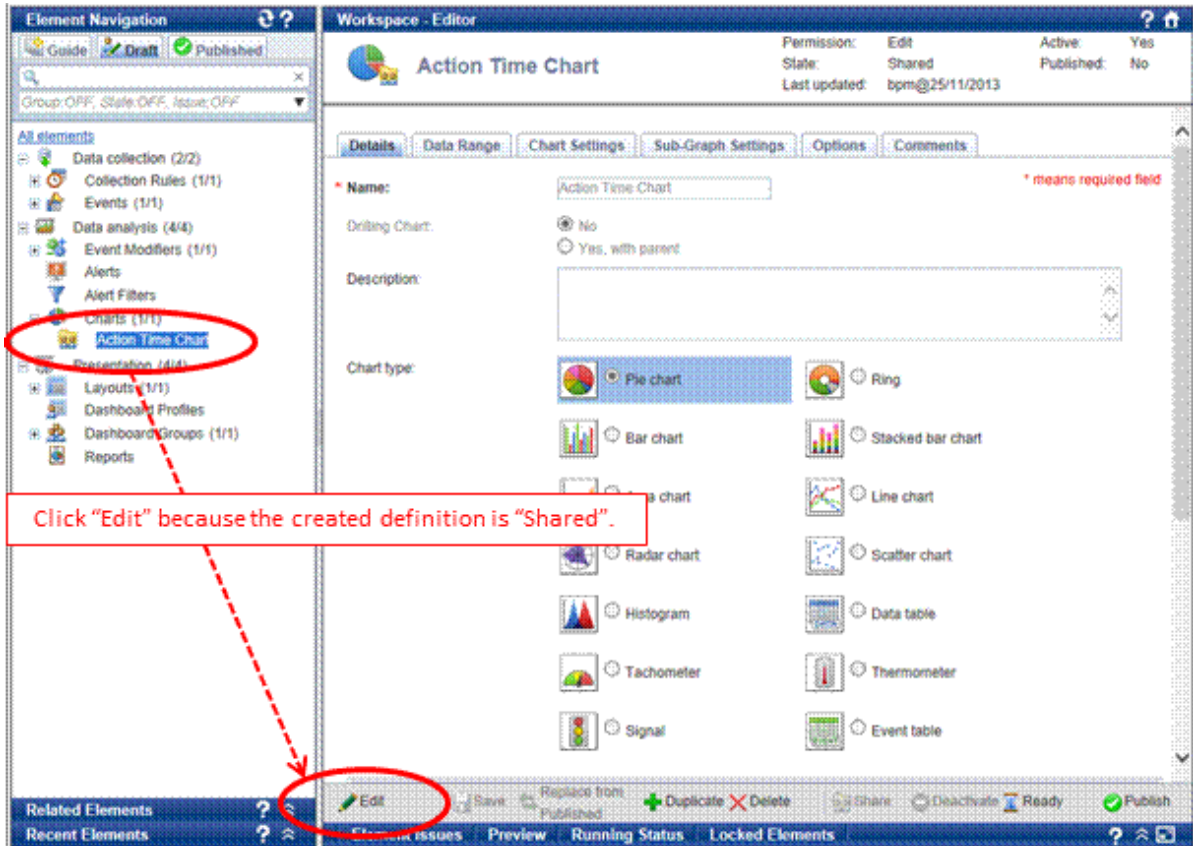 Element Navigation
Guide Draft Published
Group:OFF, State:OFF, Issue:OFF
All elements
Data collection (2/2)
Collection Rules (1/1)
Events (1/1)
Data analysis (4/4)
Event Modifiers (1/1)
Alerts
Alert Filters
Charts (1/1)
Action Time Chart
Presentation (4/4)
Layouts (1/1)
Dashboard Profiles
Dashboard Groups (1/1)
Reports
Related Elements
Recent Elements
Workspace - Editor
Action Time Chart
Permission: Edit Active: Yes
State: Shared Published: No
Last updated: bpm@25/11/2013
Details Data Range Chart Settings Sub-Graph Settings Options Comments
* Name: Action Time Chart * means required field
Drilling Chart: No
Yes, with parent
Description:
Chart type: Pie chart Ring
Bar chart Stacked bar chart
chart Line chart
Click “Edit” because the created definition is “Shared”.
Radar chart Scatter chart
Histogram Data table
Tachometer Thermometer
Signal Event table
Edit Save Replace from Published Duplicate Delete Share Deactivate Ready Publish
Element Issues Preview Running Status Locked Elements